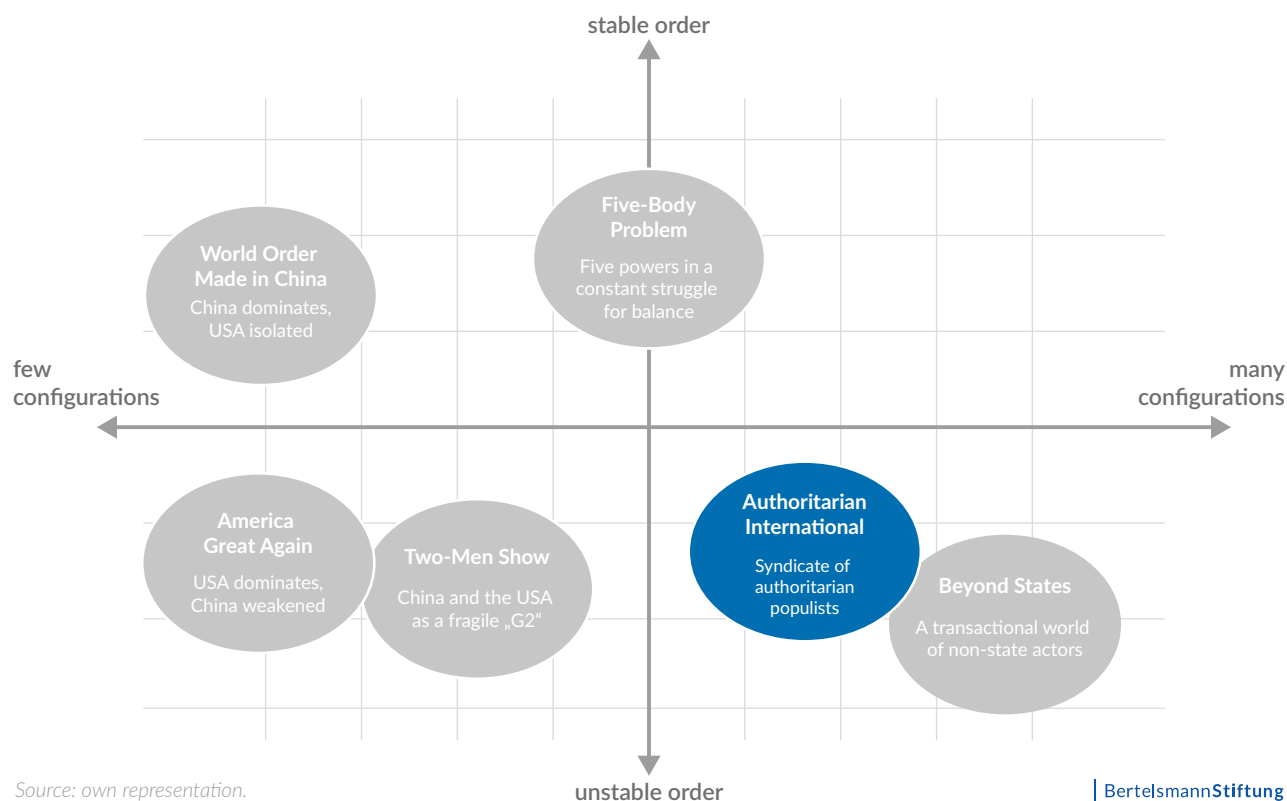 stable order
Five-Body
Problem
Five powers in a
constant struggle
for balance
World Order
Made in China
China dominates,
USA isolated
few
configurations
many
configurations
America
Great Again
USA dominates,
China weakened
Two-Men Show
China and the USA
as a fragile „G2“
Authoritarian
International
Syndicate of
authoritarian
populists
Beyond States
A transactional world
of non-state actors
unstable order
Source: own representation.
BertelsmannStiftung